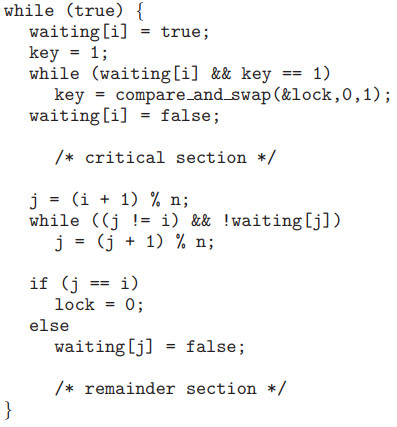 while (true) {
waiting[i] = true;
key = 1;
while (waiting[i] && key == 1)
key = compare_and_swap(&lock,0,1);
waiting[i] = false;
/* critical section */
j = (i + 1) % n;
while ((j != i) && !waiting[j])
j = (j + 1) % n;
if (j == i)
lock = 0;
else
waiting[j] = false;
/* remainder section */
}